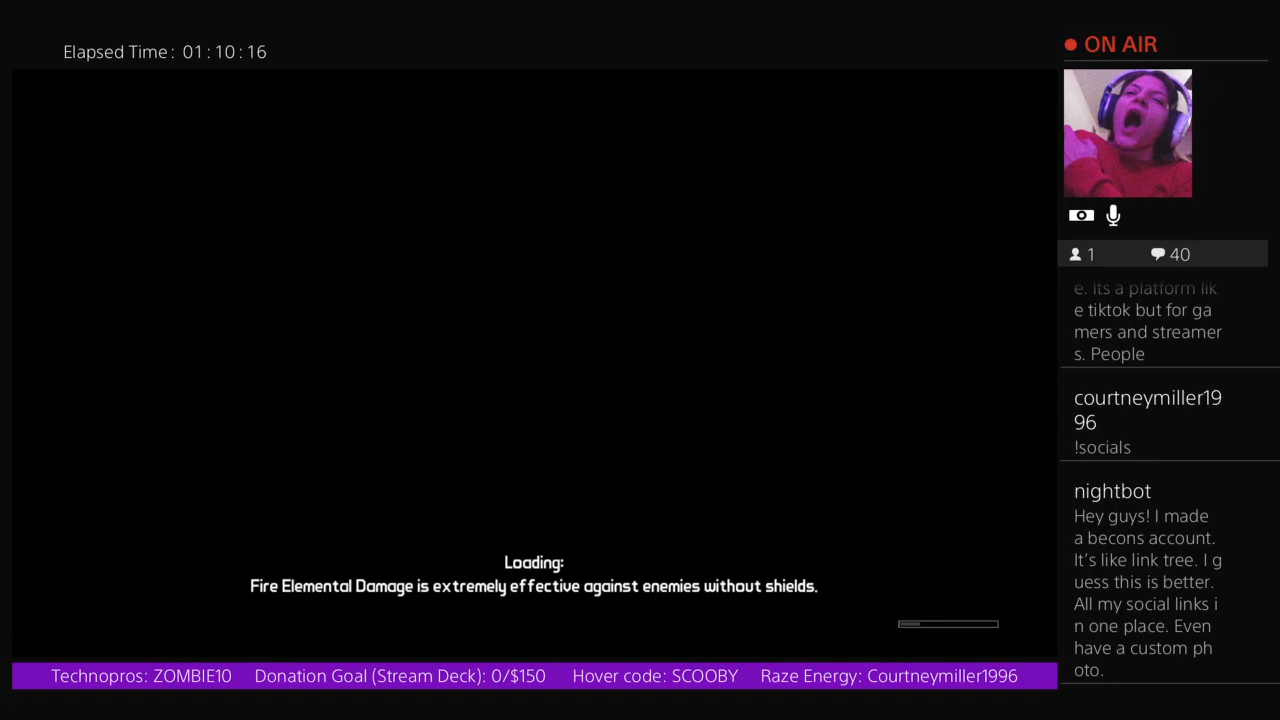 Elapsed Time: 01:10:16
ON AIR
1 40
e. Its a platform lik
e tiktok but for ga
mers and streamer
s. People
courtneymiller19
96
!socials
nightbot
Hey guys! I made
a becons account.
It's like link tree. I g
uess this is better.
All my social links i
n one place. Even
have a custom ph
oto.
Loading:
Fire Elemental Damage is extremely effective against enemies without shields.
Technopros: ZOMBIE10 Donation Goal (Stream Deck): 0/$150 Hover code: SCOOBY Raze Energy: Courtneymiller1996